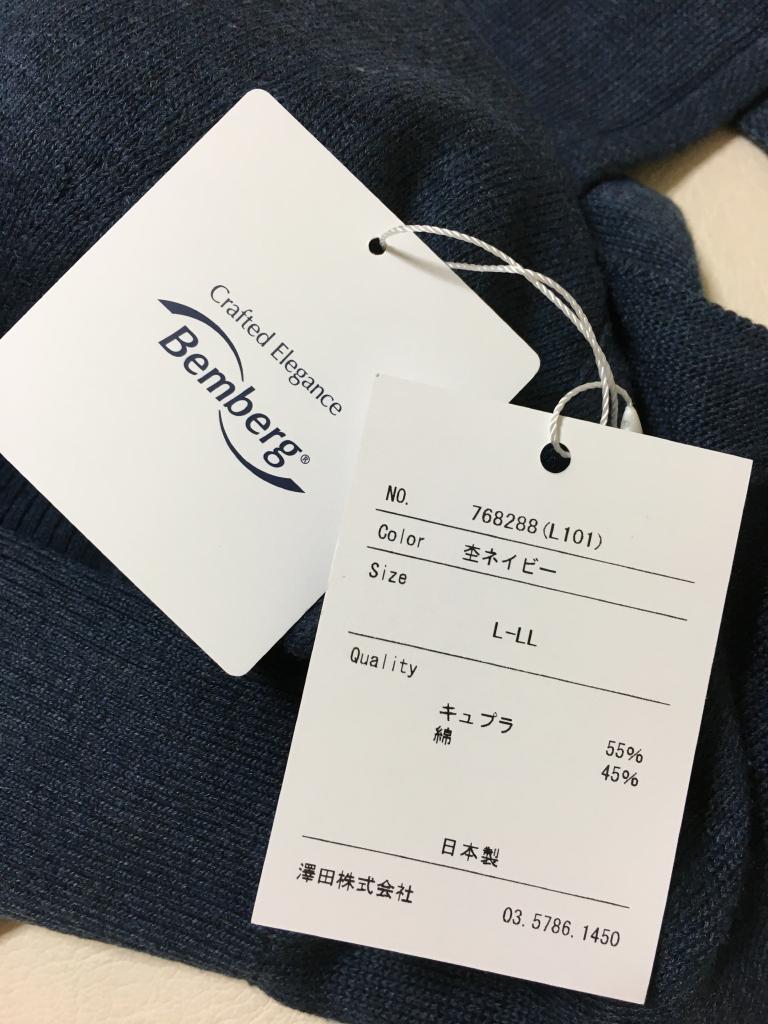 Crafted Elegance
Bemberg®
NO. 768288(L101)
Color 杢ネイビー
Size
L-LL
Quality
キュプラ 55%
綿 45%
日本製
澤田株式会社
03.5786.1450